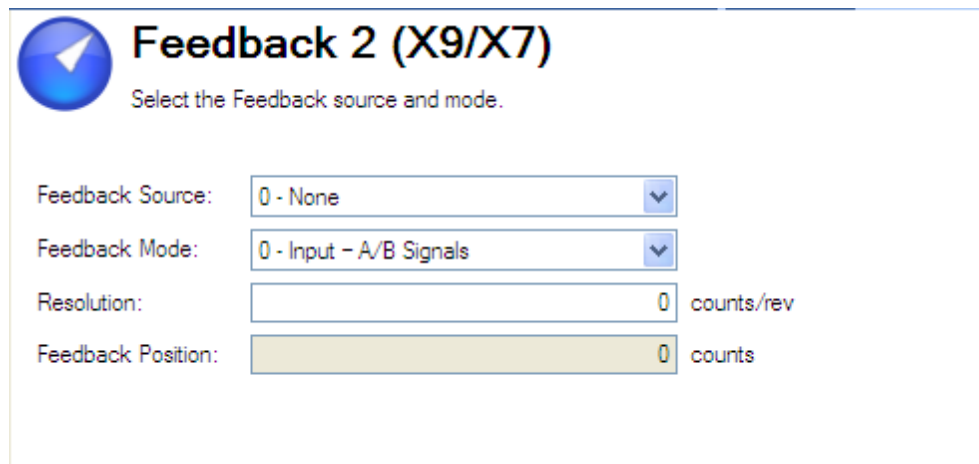 Feedback 2 (X9/X7)
Select the Feedback source and mode.
Feedback Source: 0 - None
Feedback Mode: 0 - Input – A/B Signals
Resolution: 0 counts/rev
Feedback Position: 0 counts